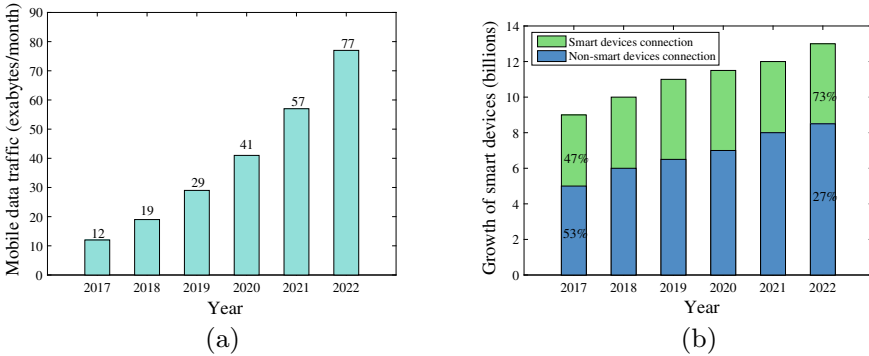 90
80
70
60
50
40
30
20
10
0
Mobile data traffic (exabytes/month)
12
19
29
41
57
77
2017 2018 2019 2020 2021 2022
Year
(a)
14
12
10
8
6
4
2
0
Growth of smart devices (billions)
Smart devices connection
Non-smart devices connection
47%
53%
73%
27%
2017 2018 2019 2020 2021 2022
Year
(b)